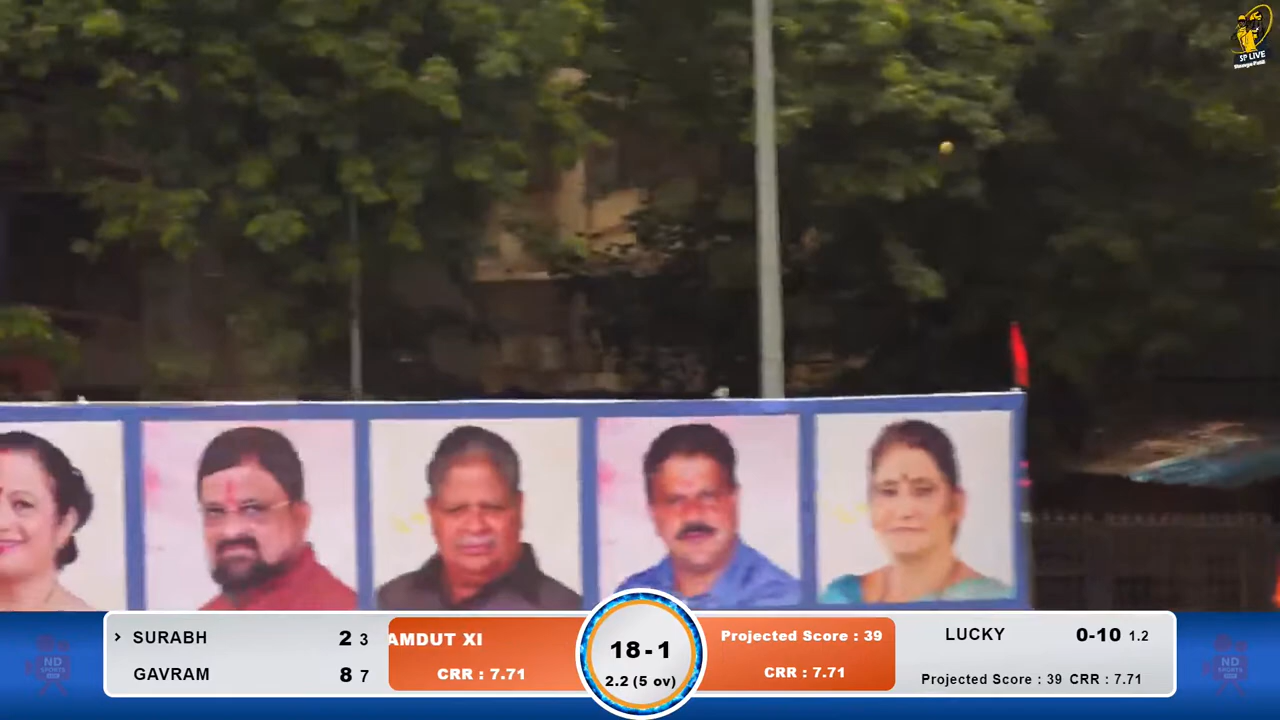 SP LIVE
› SURABH 2 3
GAVRAM 8 7
AMDUT XI
CRR : 7.71
18-1
2.2 (5 ov)
Projected Score : 39
CRR : 7.71
LUCKY 0-10 1.2
Projected Score : 39 CRR : 7.71
ND
SPORTS
ND
SPORTS